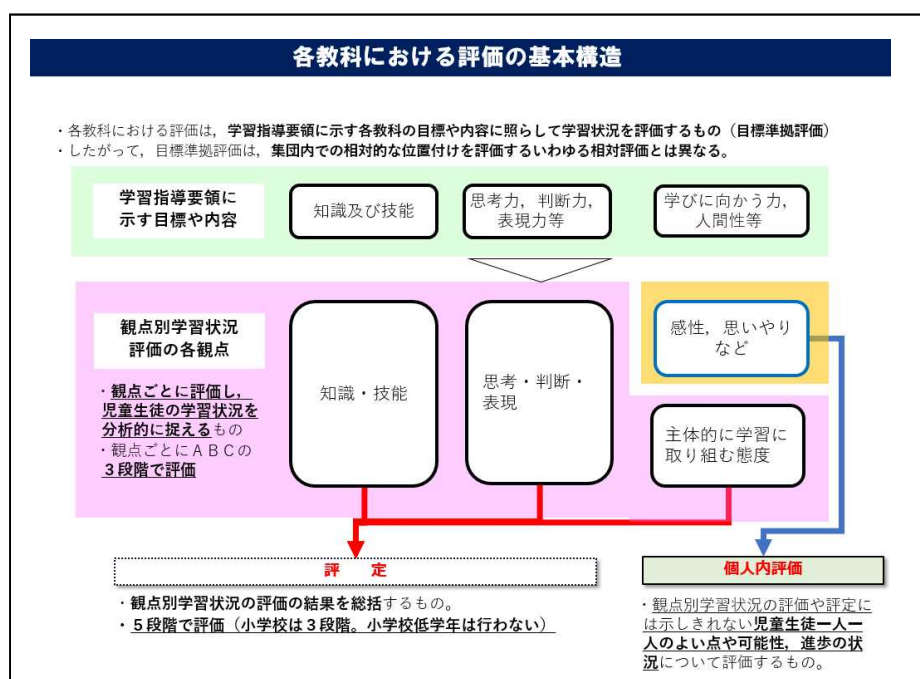 各教科における評価の基本構造
・各教科における評価は，学習指導要領に示す各教科の目標や内容に照らして学習状況を評価するもの（目標準拠評価）
・したがって，目標準拠評価は，集団内での相対的な位置付けを評価するいわゆる相対評価とは異なる。
学習指導要領に
示す目標や内容
知識及び技能
思考力，判断力，
表現力等
学びに向かう力，
人間性等
観点別学習状況
評価の各観点
・観点ごとに評価し，
児童生徒の学習状況を
分析的に捉えるもの
・観点ごとにＡＢＣの
３段階で評価
知識・技能
思考・判断・
表現
感性，思いやり
など
主体的に学習に
取り組む態度
評　定
・観点別学習状況の評価の結果を総括するもの。
・５段階で評価（小学校は３段階。小学校低学年は行わない）
個人内評価
・観点別学習状況の評価や評定に
は示しきれない児童生徒一人一
人のよい点や可能性，進歩の状
況について評価するもの。